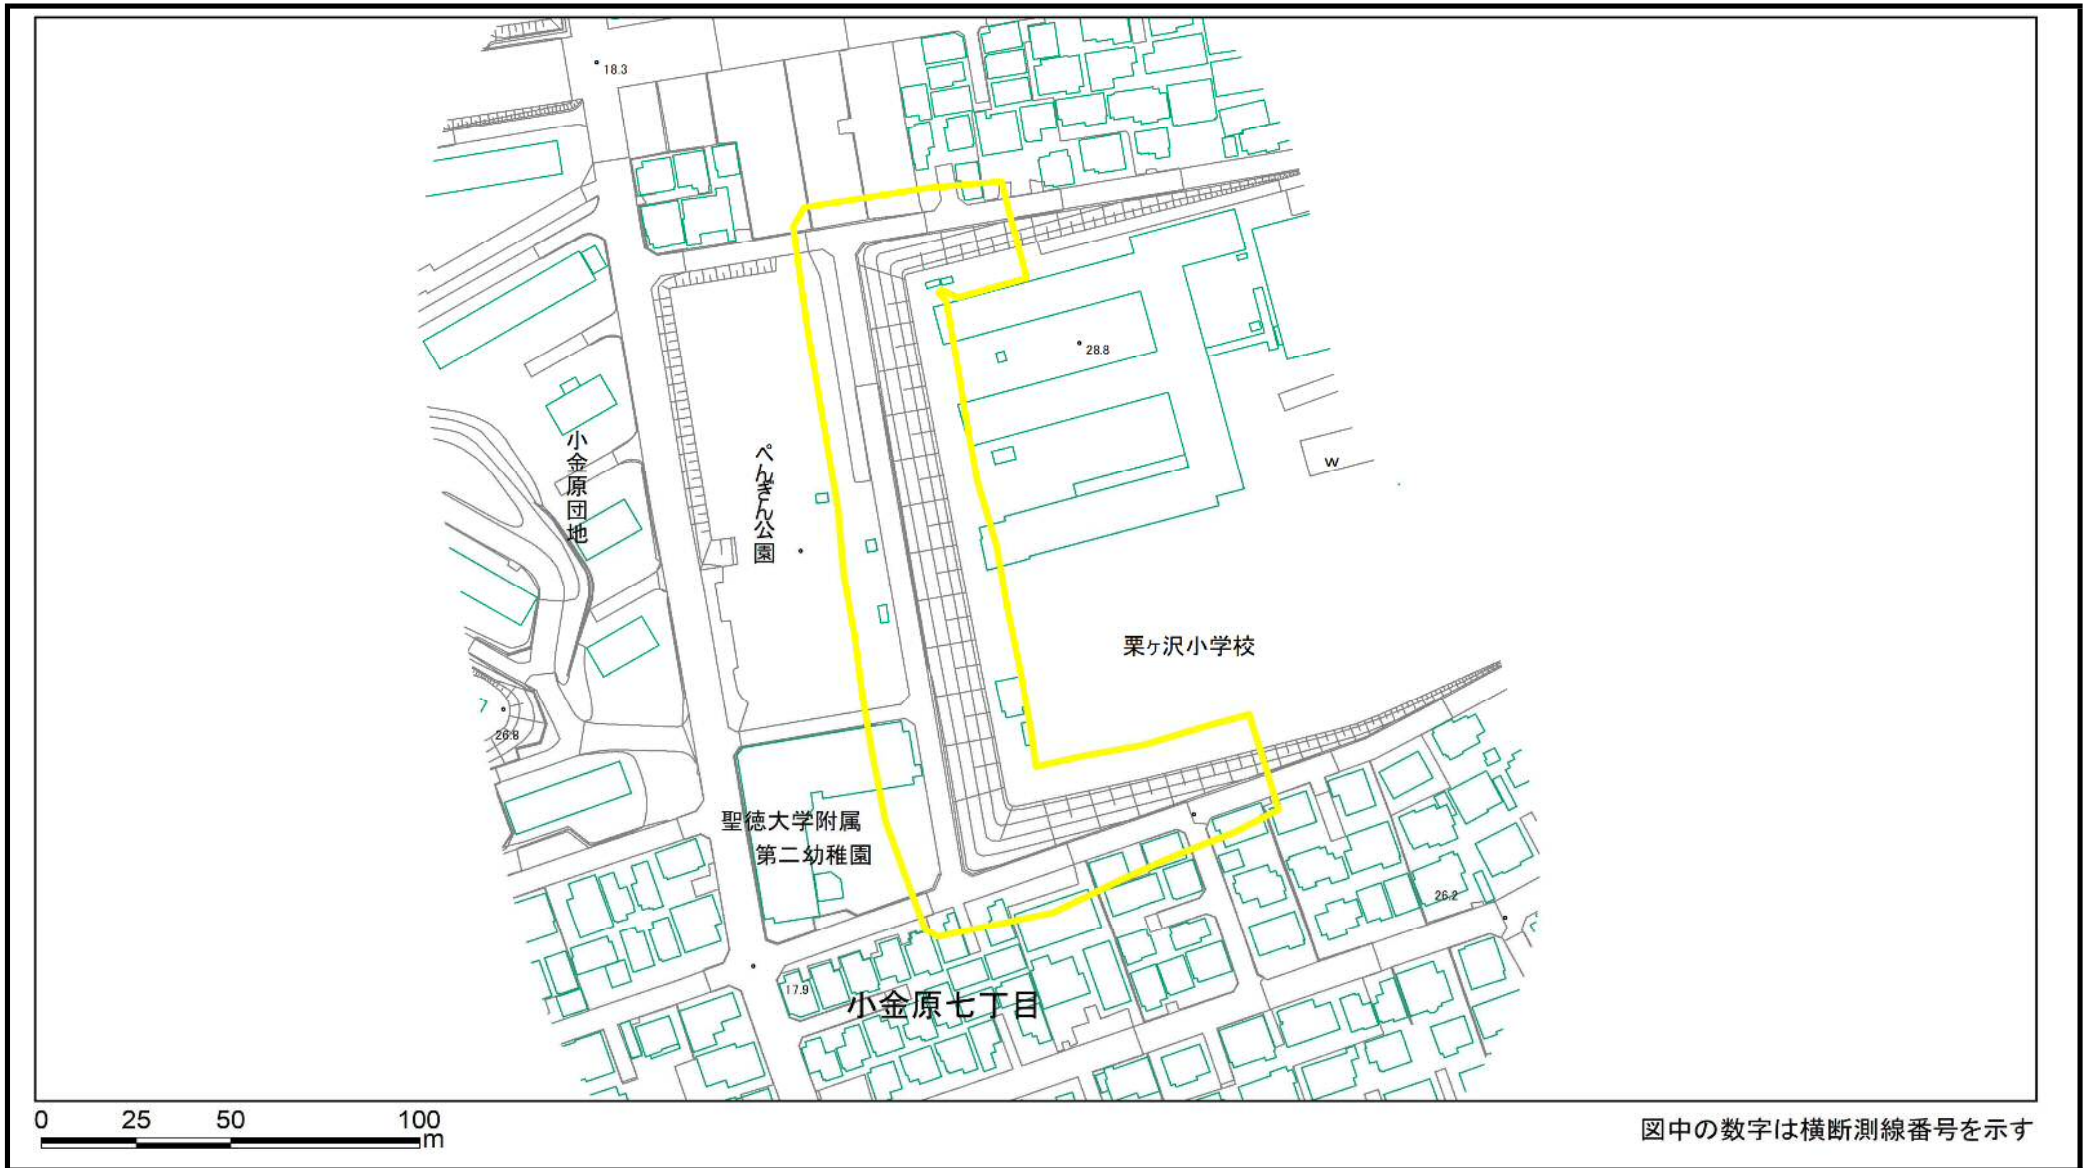 18.3
28.8
小金原団地
ぺんぎん公園
w
栗ヶ沢小学校
7
26.8
聖徳大学附属
第二幼稚園
26.2
17.9
小金原七丁目
0 25 50 100
m
図中の数字は横断測線番号を示す